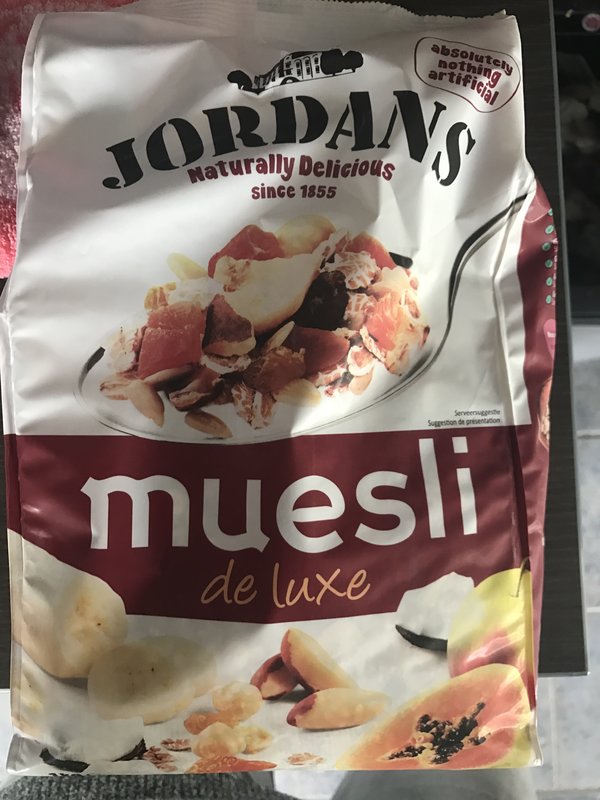 absolutely
nothing
artificial
JORDANS
Naturally Delicious
since 1855
Serveersuggestie
Suggestion de présentation
muesli
de luxe